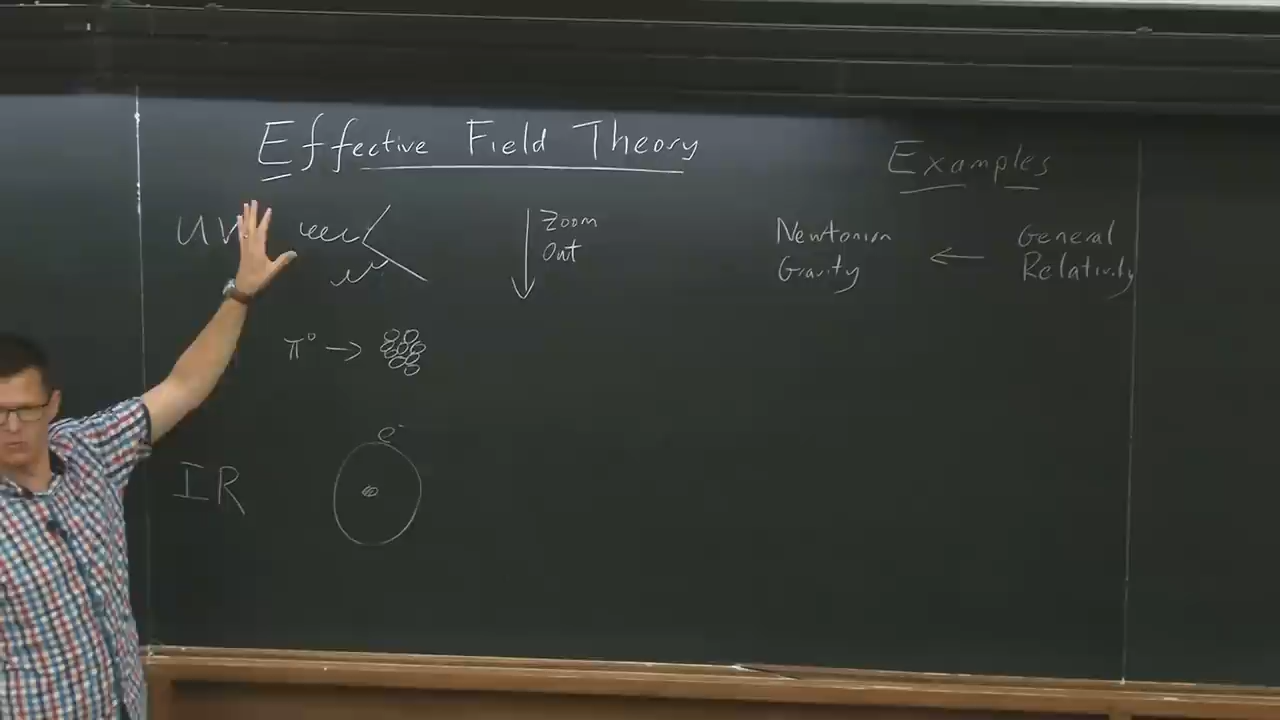 Effective Field Theory
Examples
UV
Zoom
Out
Newtonian
Gravity
←
General
Relativity
π⁰ →
e⁻
IR